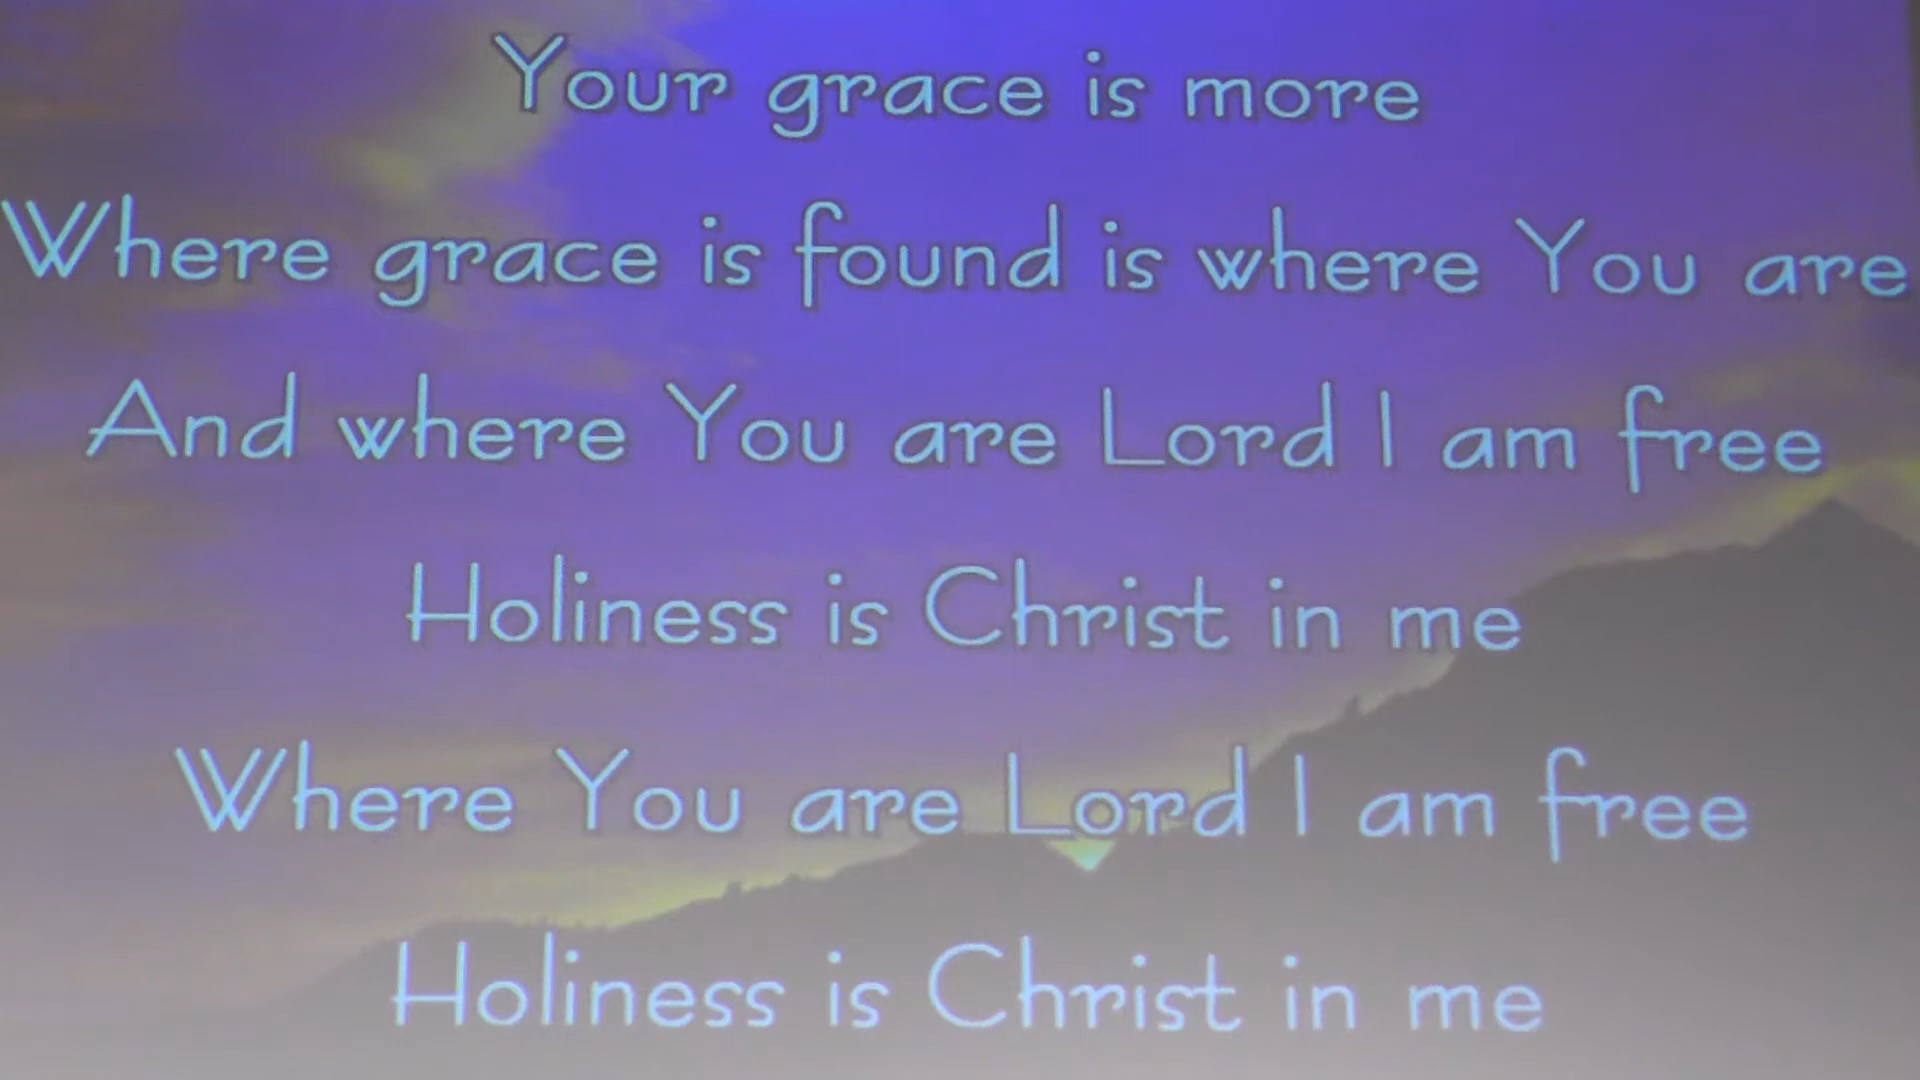 Your grace is more
Where grace is found is where You are
And where You are Lord I am free
Holiness is Christ in me
Where You are Lord I am free
Holiness is Christ in me